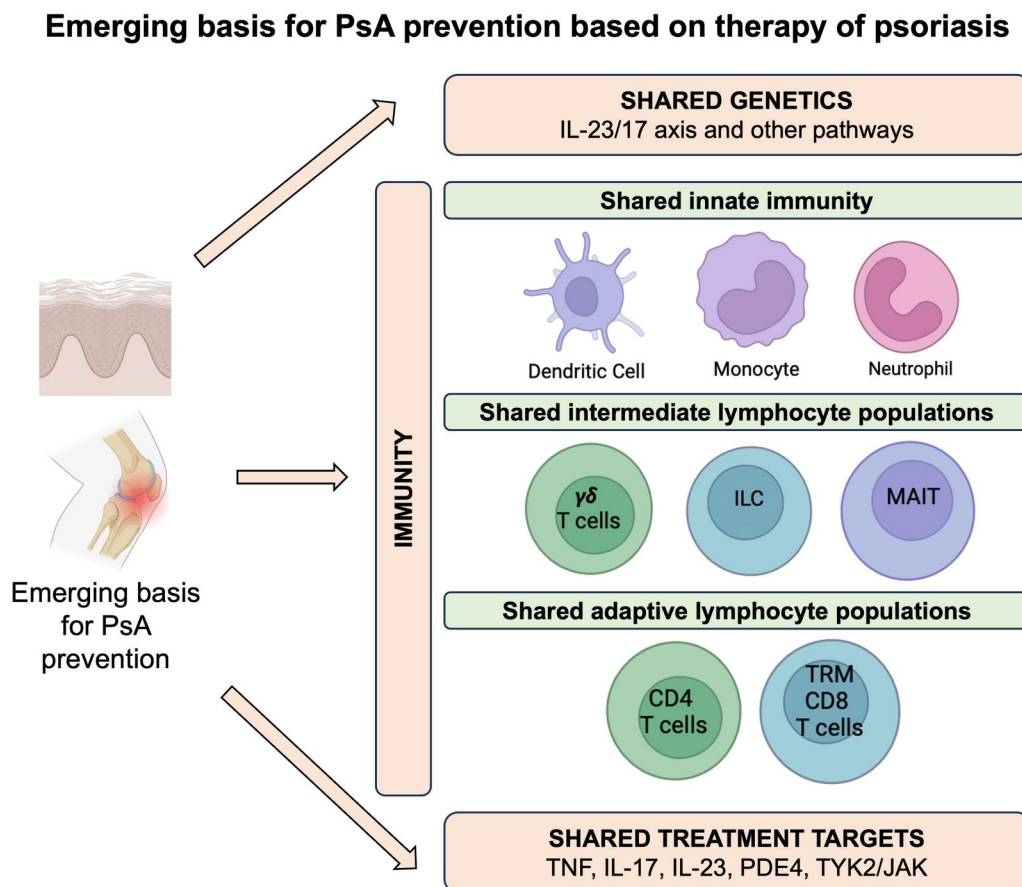 Emerging basis for PsA prevention based on therapy of psoriasis
SHARED GENETICS
IL-23/17 axis and other pathways
IMMUNITY
Shared innate immunity
Dendritic Cell
Monocyte
Neutrophil
Shared intermediate lymphocyte populations
γδ
T cells
ILC
MAIT
Shared adaptive lymphocyte populations
CD4
T cells
TRM
CD8
T cells
Emerging basis
for PsA
prevention
SHARED TREATMENT TARGETS
TNF, IL-17, IL-23, PDE4, TYK2/JAK